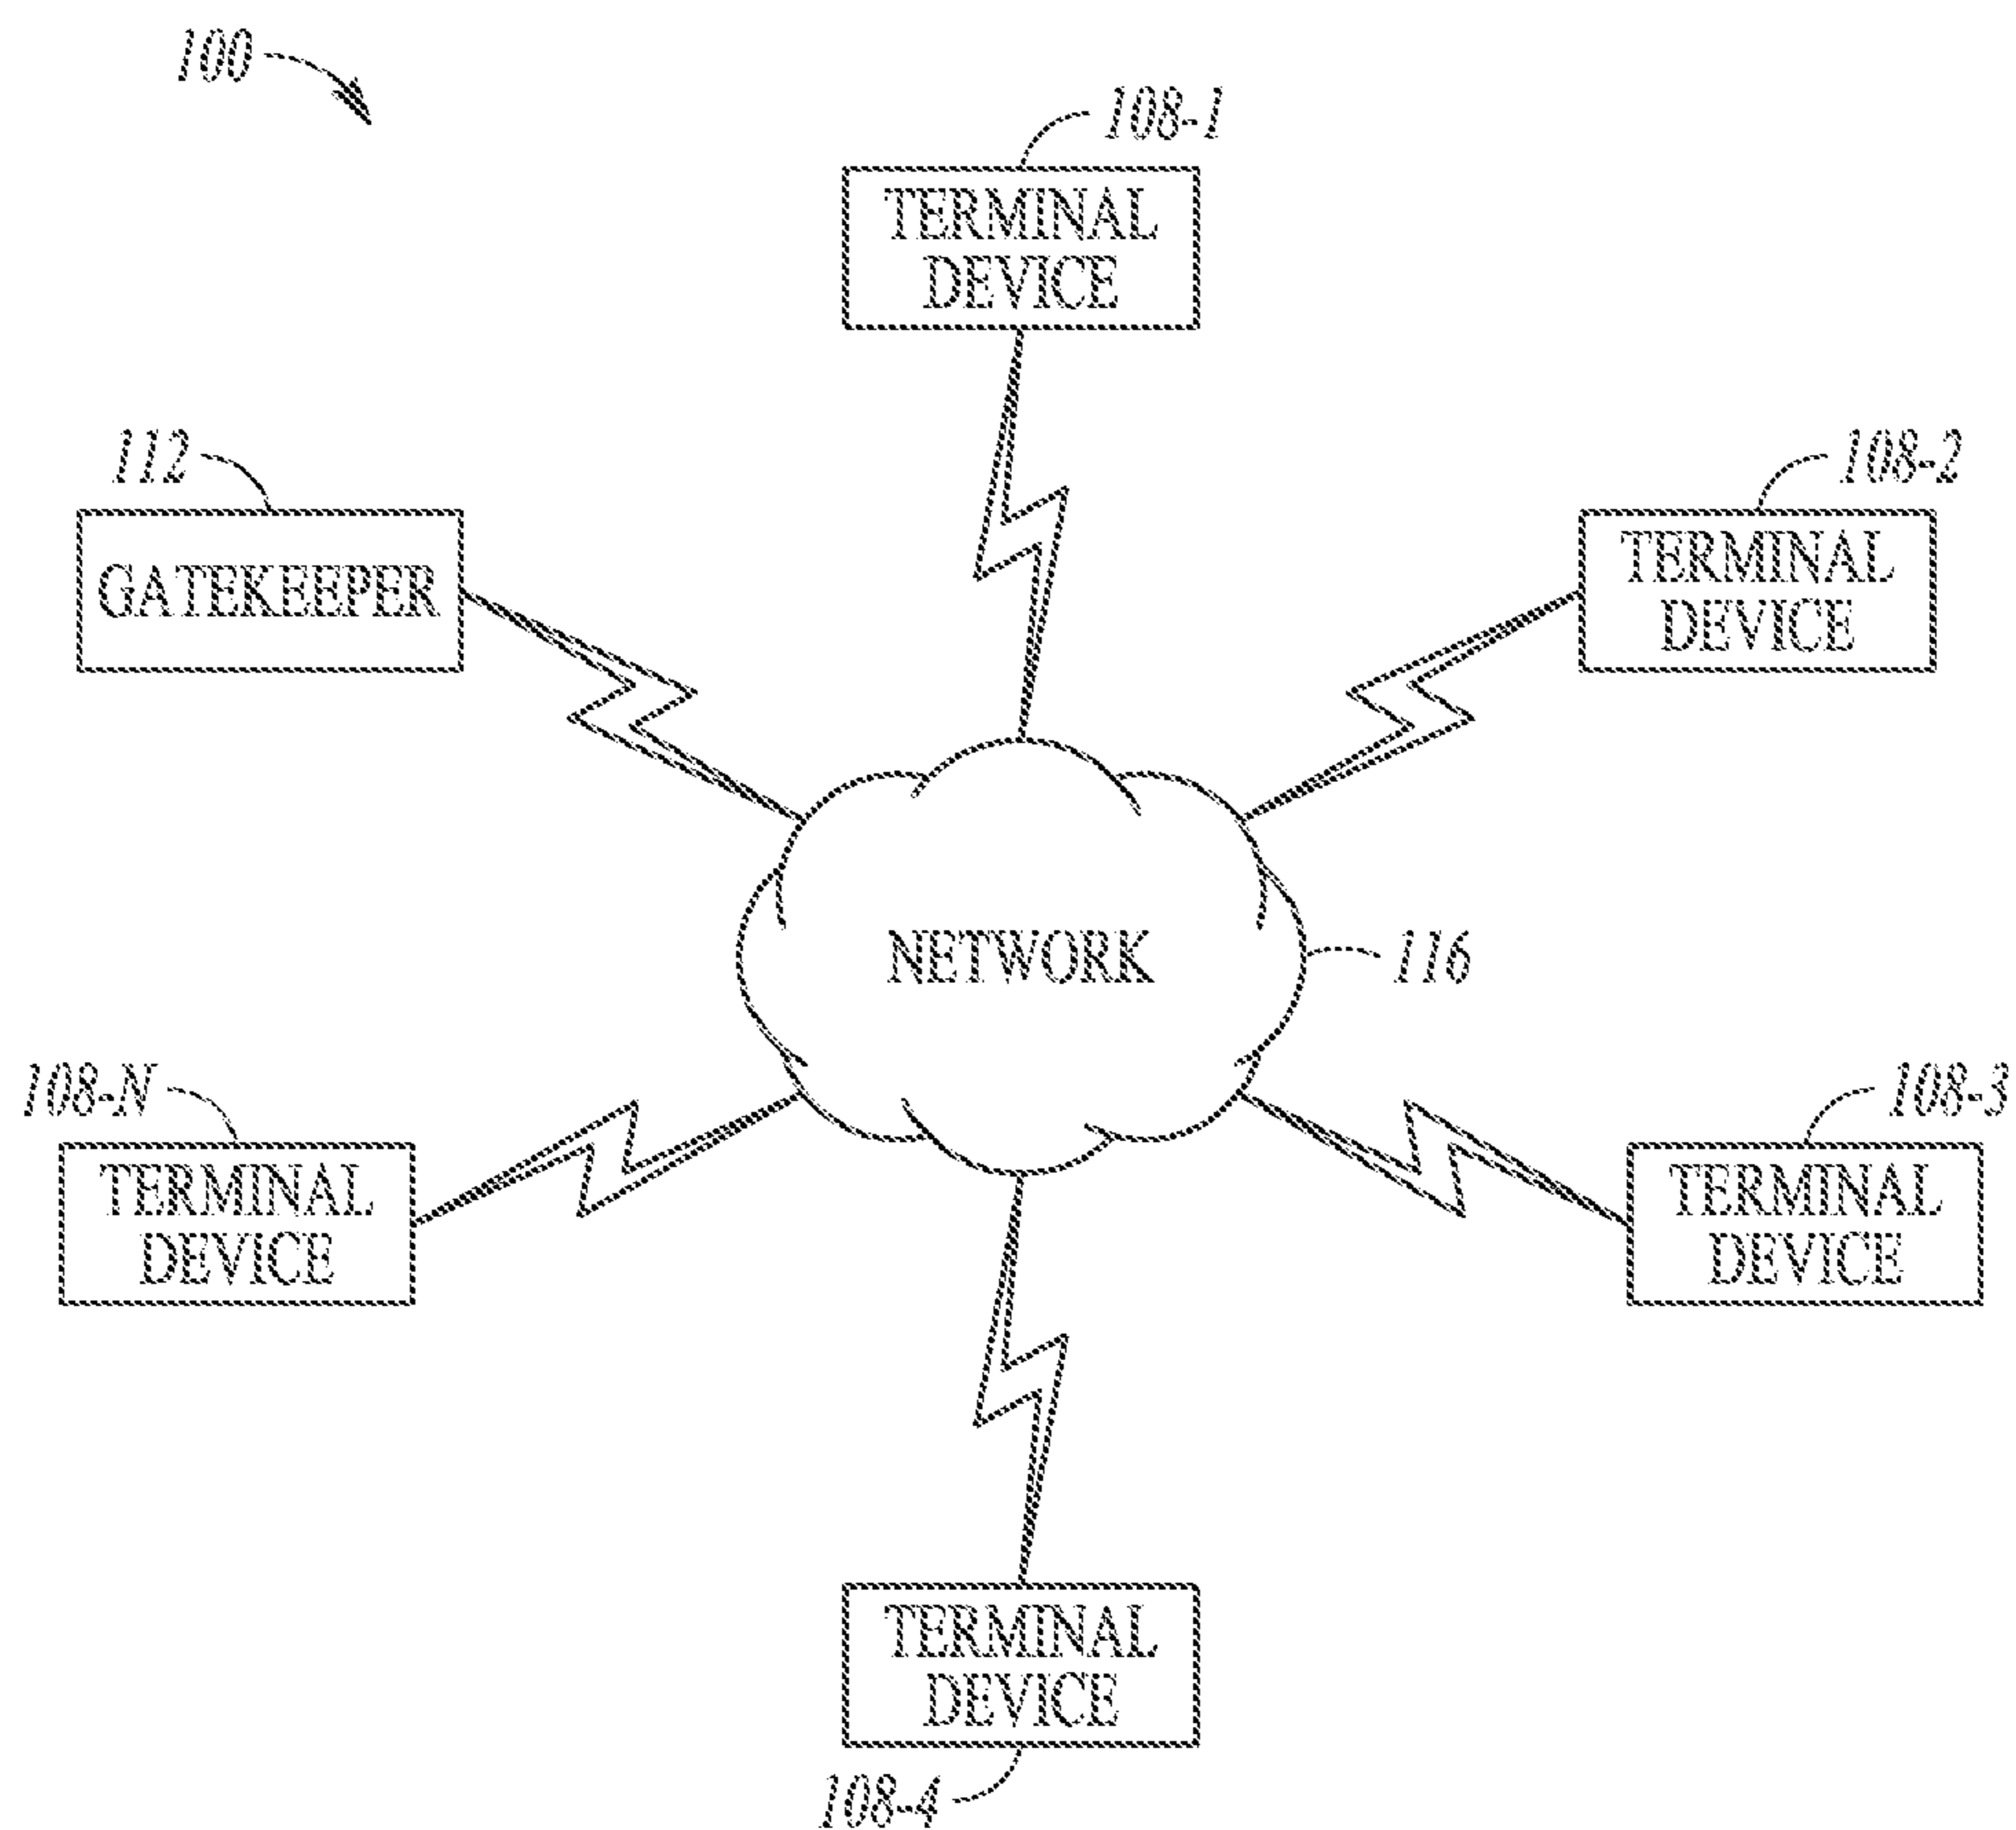 100
108-1
TERMINAL
DEVICE
112
GATEKEEPER
108-2
TERMINAL
DEVICE
NETWORK
116
108-N
TERMINAL
DEVICE
108-3
TERMINAL
DEVICE
TERMINAL
DEVICE
108-4